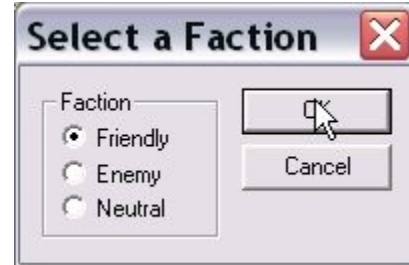 Select a Faction
Faction
Friendly
Enemy
Neutral
OK
Cancel